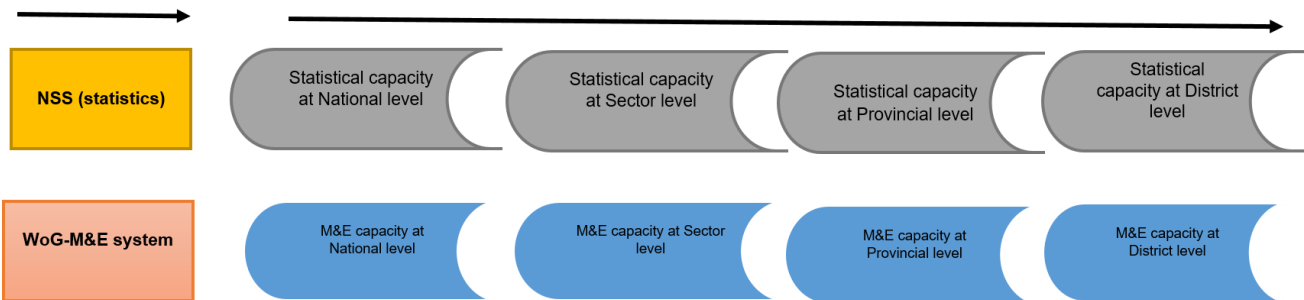 NSS (statistics)
Statistical capacity
at National level
Statistical capacity
at Sector level
Statistical capacity
at Provincial level
Statistical
capacity at District
level
WoG-M&E system
M&E capacity at
National level
M&E capacity at Sector
level
M&E capacity at
Provincial level
M&E capacity at
District level